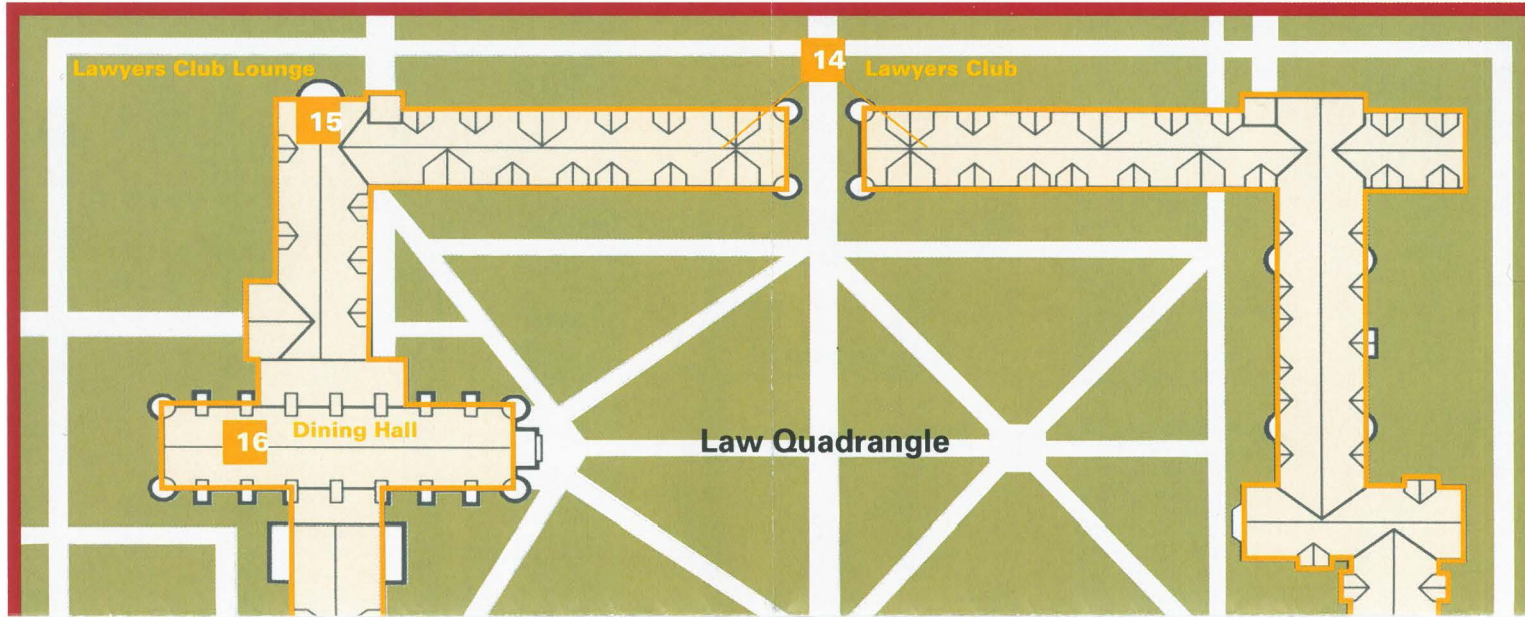 14 Lawyers Club
Lawyers Club Lounge
15
16 Dining Hall
Law Quadrangle